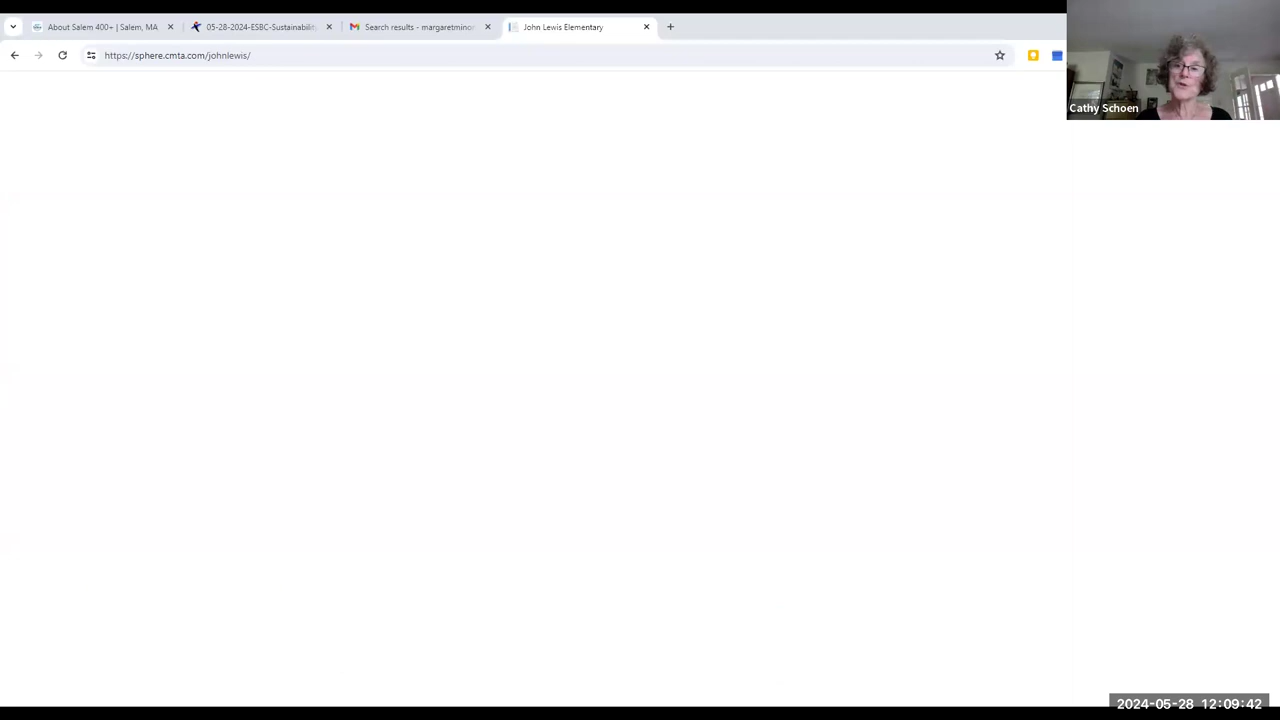 About Salem 400+ | Salem, MA
05-28-2024-ESBC-Sustainabilit
Search results - margaretmino
John Lewis Elementary
https://sphere.cmta.com/johnlewis/
Cathy Schoen
2024-05-28 12:09:42